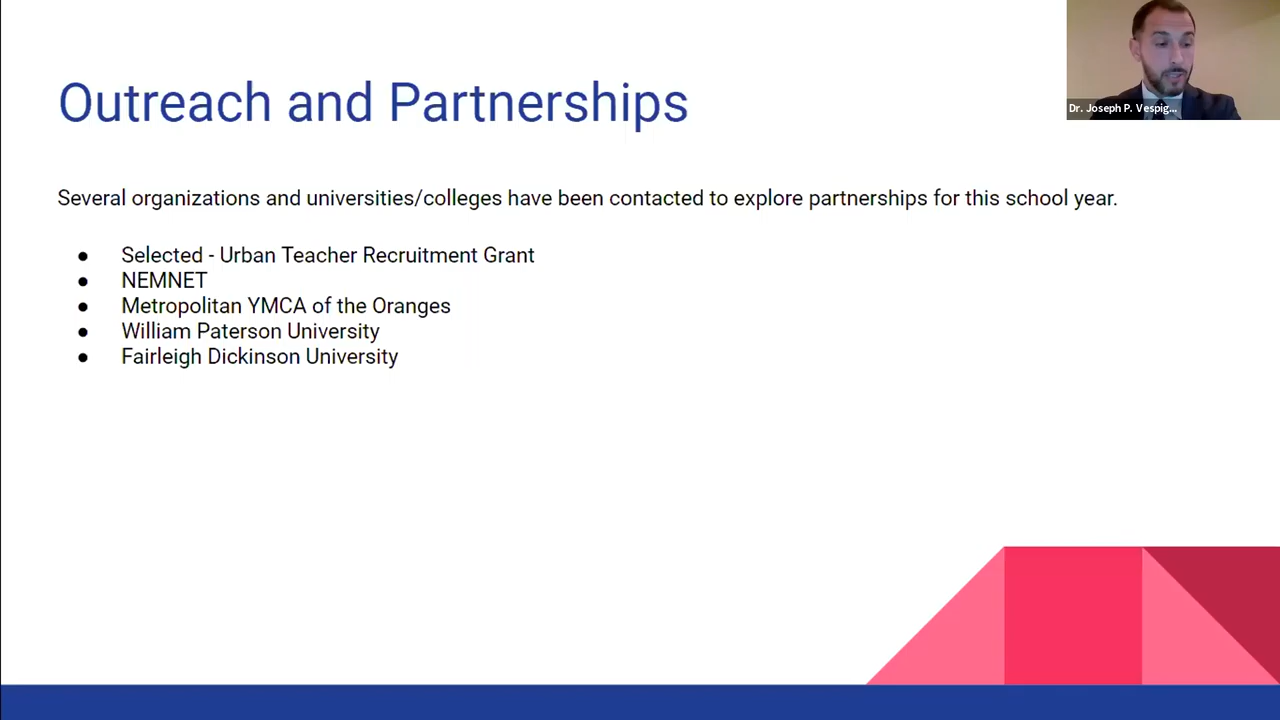 Outreach and Partnerships
Dr. Joseph P. Vespig...
Several organizations and universities/colleges have been contacted to explore partnerships for this school year.
● Selected - Urban Teacher Recruitment Grant
● NEMNET
● Metropolitan YMCA of the Oranges
● William Paterson University
● Fairleigh Dickinson University